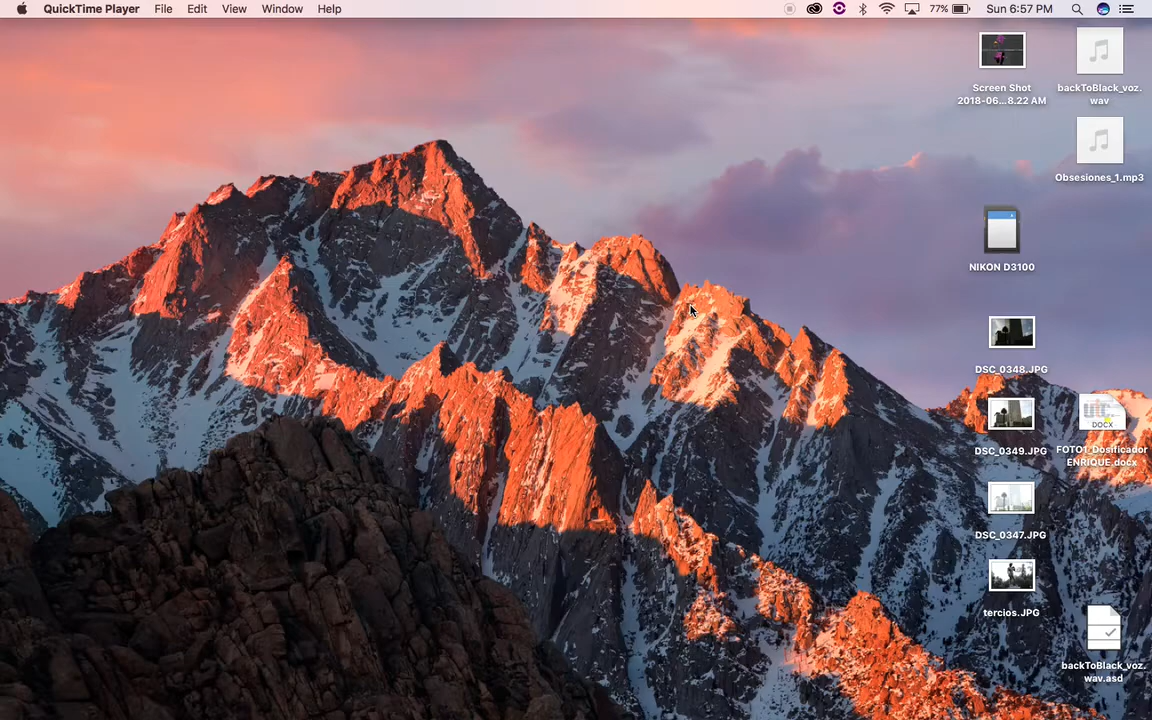 QuickTime Player File Edit View Window Help 77% Sun 6:57 PM
Screen Shot
2018-06...8.22 AM
backToBlack_voz.
wav
Obsesiones_1.mp3
NIKON D3100
DSC_0348.JPG
DSC_0349.JPG
DOCX
FOTO1_Dosificador
ENRIQUE.docx
DSC_0347.JPG
tercios.JPG
backToBlack_voz.
wav.asd